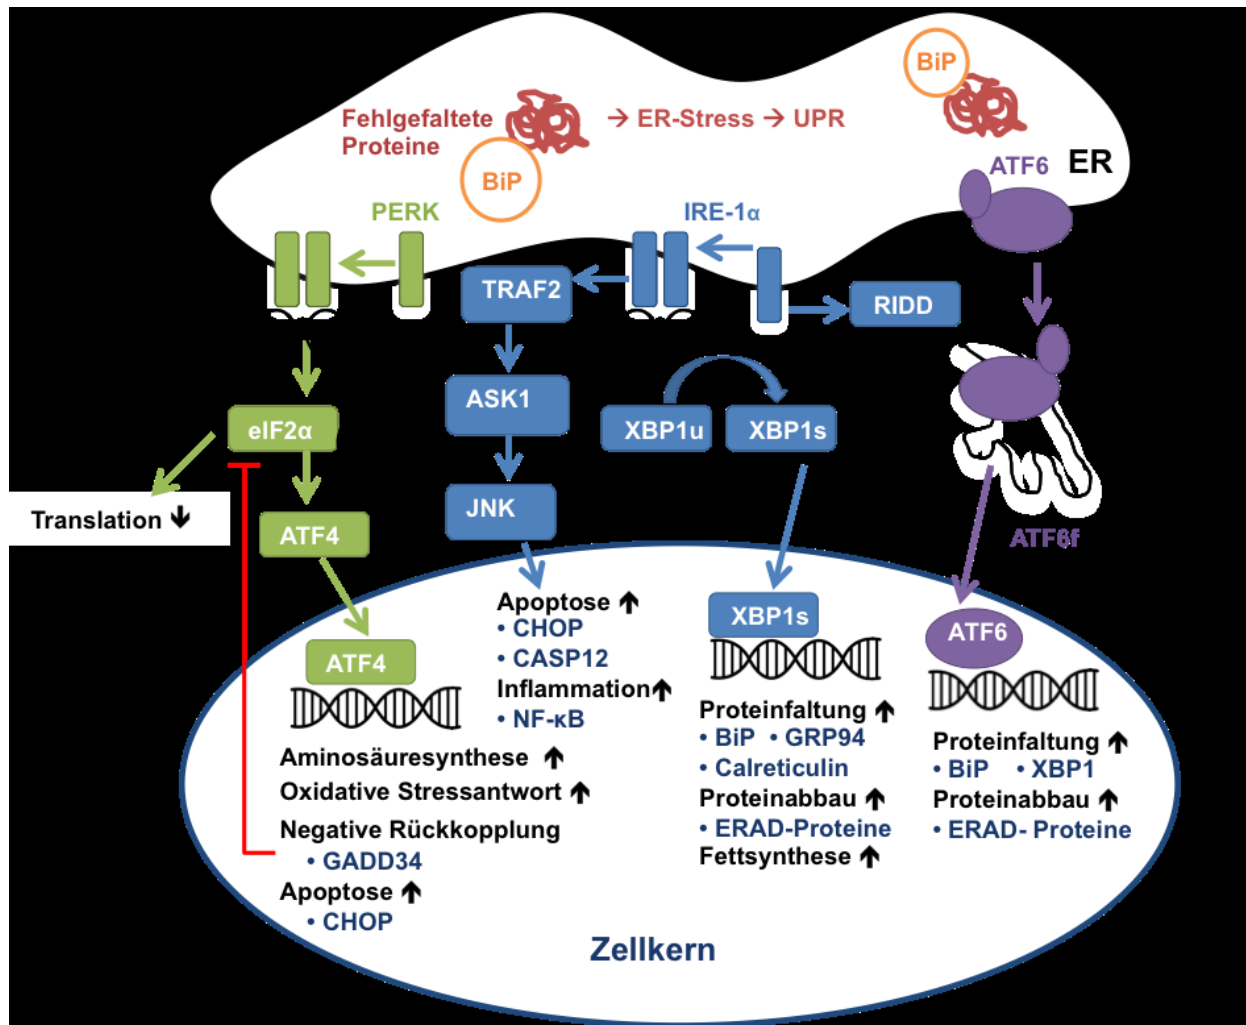 BiP
Fehlgefaltete
Proteine
→ ER-Stress → UPR
BiP
ATF6
ER
PERK
IRE-1α
TRAF2
RIDD
ASK1
eIF2α
XBP1u
XBP1s
JNK
Translation ↓
ATF4
ATF6f
Apoptose ↑
• CHOP
• CASP12
Inflammation ↑
• NF-κB
XBP1s
ATF6
ATF4
Aminosäuresynthese ↑
Oxidative Stressantwort ↑
Negative Rückkopplung
• GADD34
Apoptose ↑
• CHOP
Proteinfaltung ↑
• BiP • GRP94
• Calreticulin
Proteinabbau ↑
• ERAD-Proteine
Fettsynthese ↑
Proteinfaltung ↑
• BiP • XBP1
Proteinabbau ↑
• ERAD- Proteine
Zellkern